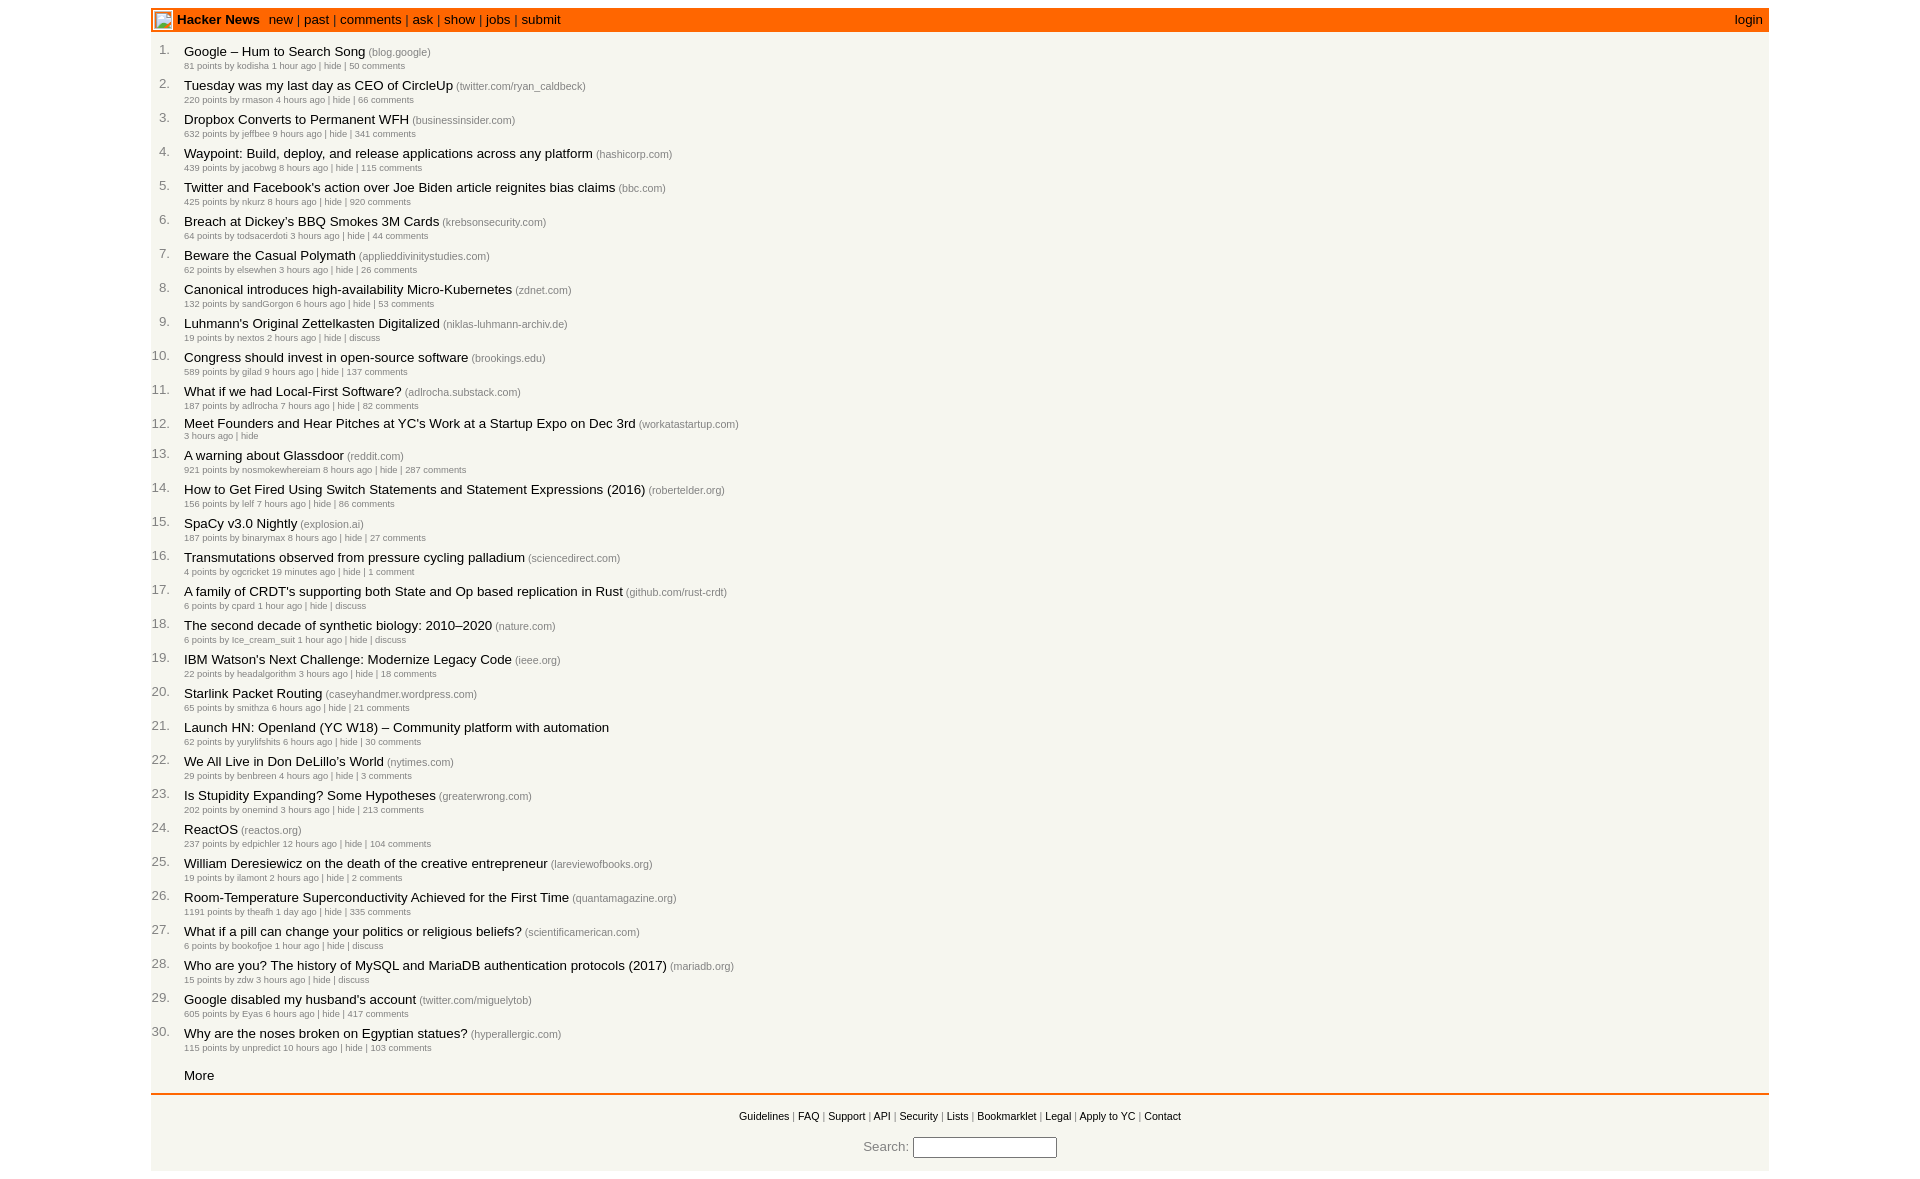 Hacker News new | past | comments | ask | show | jobs | submit login
1. Google – Hum to Search Song (blog.google)
81 points by kodisha 1 hour ago | hide | 50 comments
2. Tuesday was my last day as CEO of CircleUp (twitter.com/ryan_caldbeck)
220 points by rmason 4 hours ago | hide | 66 comments
3. Dropbox Converts to Permanent WFH (businessinsider.com)
632 points by jeffbee 9 hours ago | hide | 341 comments
4. Waypoint: Build, deploy, and release applications across any platform (hashicorp.com)
439 points by jacobwg 8 hours ago | hide | 115 comments
5. Twitter and Facebook's action over Joe Biden article reignites bias claims (bbc.com)
425 points by nkurz 8 hours ago | hide | 920 comments
6. Breach at Dickey’s BBQ Smokes 3M Cards (krebsonsecurity.com)
64 points by todsacerdoti 3 hours ago | hide | 44 comments
7. Beware the Casual Polymath (applieddivinitystudies.com)
62 points by elsewhen 3 hours ago | hide | 26 comments
8. Canonical introduces high-availability Micro-Kubernetes (zdnet.com)
132 points by sandGorgon 6 hours ago | hide | 53 comments
9. Luhmann's Original Zettelkasten Digitalized (niklas-luhmann-archiv.de)
19 points by nextos 2 hours ago | hide | discuss
10. Congress should invest in open-source software (brookings.edu)
589 points by gilad 9 hours ago | hide | 137 comments
11. What if we had Local-First Software? (adlrocha.substack.com)
187 points by adlrocha 7 hours ago | hide | 82 comments
12. Meet Founders and Hear Pitches at YC's Work at a Startup Expo on Dec 3rd (workatastartup.com)
3 hours ago | hide
13. A warning about Glassdoor (reddit.com)
921 points by nosmokewhereiam 8 hours ago | hide | 287 comments
14. How to Get Fired Using Switch Statements and Statement Expressions (2016) (robertelder.org)
156 points by lelf 7 hours ago | hide | 86 comments
15. SpaCy v3.0 Nightly (explosion.ai)
187 points by binarymax 8 hours ago | hide | 27 comments
16. Transmutations observed from pressure cycling palladium (sciencedirect.com)
4 points by ogcricket 19 minutes ago | hide | 1 comment
17. A family of CRDT's supporting both State and Op based replication in Rust (github.com/rust-crdt)
6 points by cpard 1 hour ago | hide | discuss
18. The second decade of synthetic biology: 2010–2020 (nature.com)
6 points by Ice_cream_suit 1 hour ago | hide | discuss
19. IBM Watson's Next Challenge: Modernize Legacy Code (ieee.org)
22 points by headalgorithm 3 hours ago | hide | 18 comments
20. Starlink Packet Routing (caseyhandmer.wordpress.com)
65 points by smithza 6 hours ago | hide | 21 comments
21. Launch HN: Openland (YC W18) – Community platform with automation
62 points by yurylifshits 6 hours ago | hide | 30 comments
22. We All Live in Don DeLillo’s World (nytimes.com)
29 points by benbreen 4 hours ago | hide | 3 comments
23. Is Stupidity Expanding? Some Hypotheses (greaterwrong.com)
202 points by onemind 3 hours ago | hide | 213 comments
24. ReactOS (reactos.org)
237 points by edpichler 12 hours ago | hide | 104 comments
25. William Deresiewicz on the death of the creative entrepreneur (lareviewofbooks.org)
19 points by ilamont 2 hours ago | hide | 2 comments
26. Room-Temperature Superconductivity Achieved for the First Time (quantamagazine.org)
1191 points by theafh 1 day ago | hide | 335 comments
27. What if a pill can change your politics or religious beliefs? (scientificamerican.com)
6 points by bookofjoe 1 hour ago | hide | discuss
28. Who are you? The history of MySQL and MariaDB authentication protocols (2017) (mariadb.org)
15 points by zdw 3 hours ago | hide | discuss
29. Google disabled my husband's account (twitter.com/miguelytob)
605 points by Eyas 6 hours ago | hide | 417 comments
30. Why are the noses broken on Egyptian statues? (hyperallergic.com)
115 points by unpredict 10 hours ago | hide | 103 comments
More
Guidelines | FAQ | Support | API | Security | Lists | Bookmarklet | Legal | Apply to YC | Contact
Search: